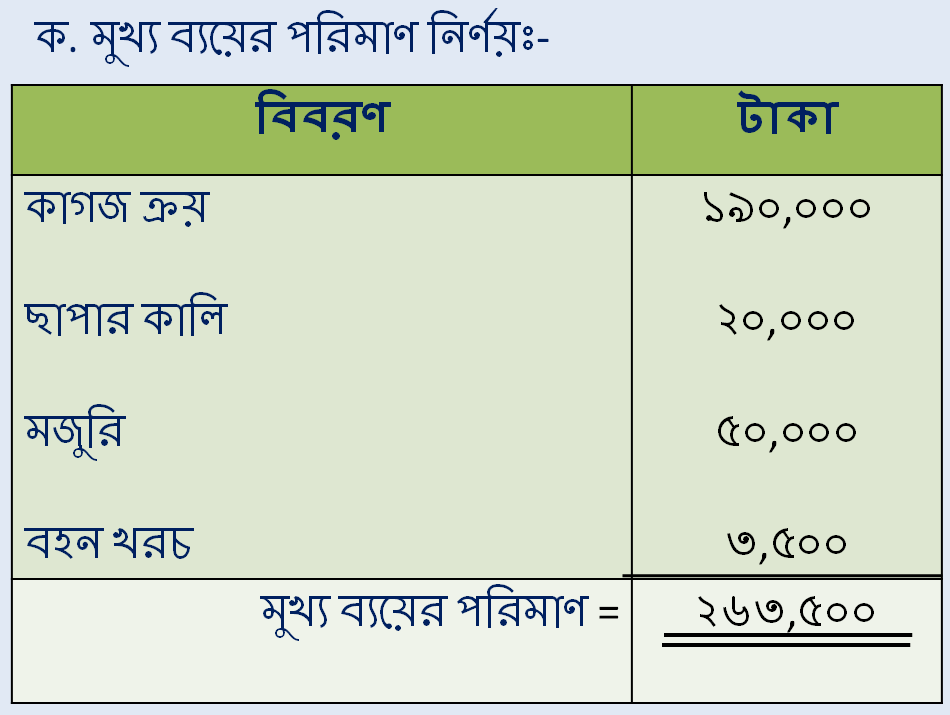 ক. মুখ্য ব্যয়ের পরিমাণ নির্ণয়ঃ-
বিবরণ টাকা
কাগজ ক্রয় ১৯০,০০০
ছাপার কালি ২০,০০০
মজুরি ৫০,০০০
বহন খরচ ৩,৫০০
মুখ্য ব্যয়ের পরিমাণ = ২৬৩,৫০০